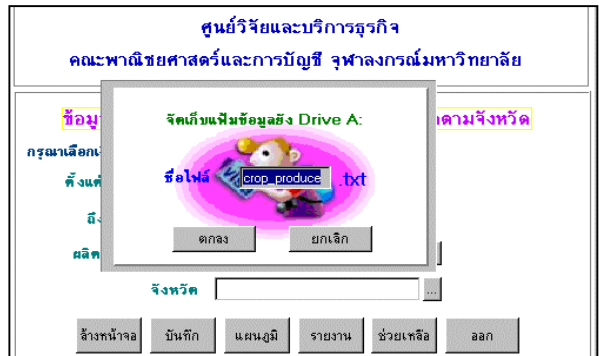 ศูนย์วิจัยและบริการธุรกิจ
คณะพาณิชยศาสตร์และการบัญชี จุฬาลงกรณ์มหาวิทยาลัย
ข้อมู
ดตามจังหวัด
จัดเก็บแฟ้มข้อมูลยัง Drive A:
กรุณาเลือกเ
ชื่อไฟล์ crop_produce .txt
ตั้งแต่
ถึง
ตกลง ยกเลิก
ผลิต
จังหวัด ...
ล้างหน้าจอ บันทึก แผนภูมิ รายงาน ช่วยเหลือ ออก